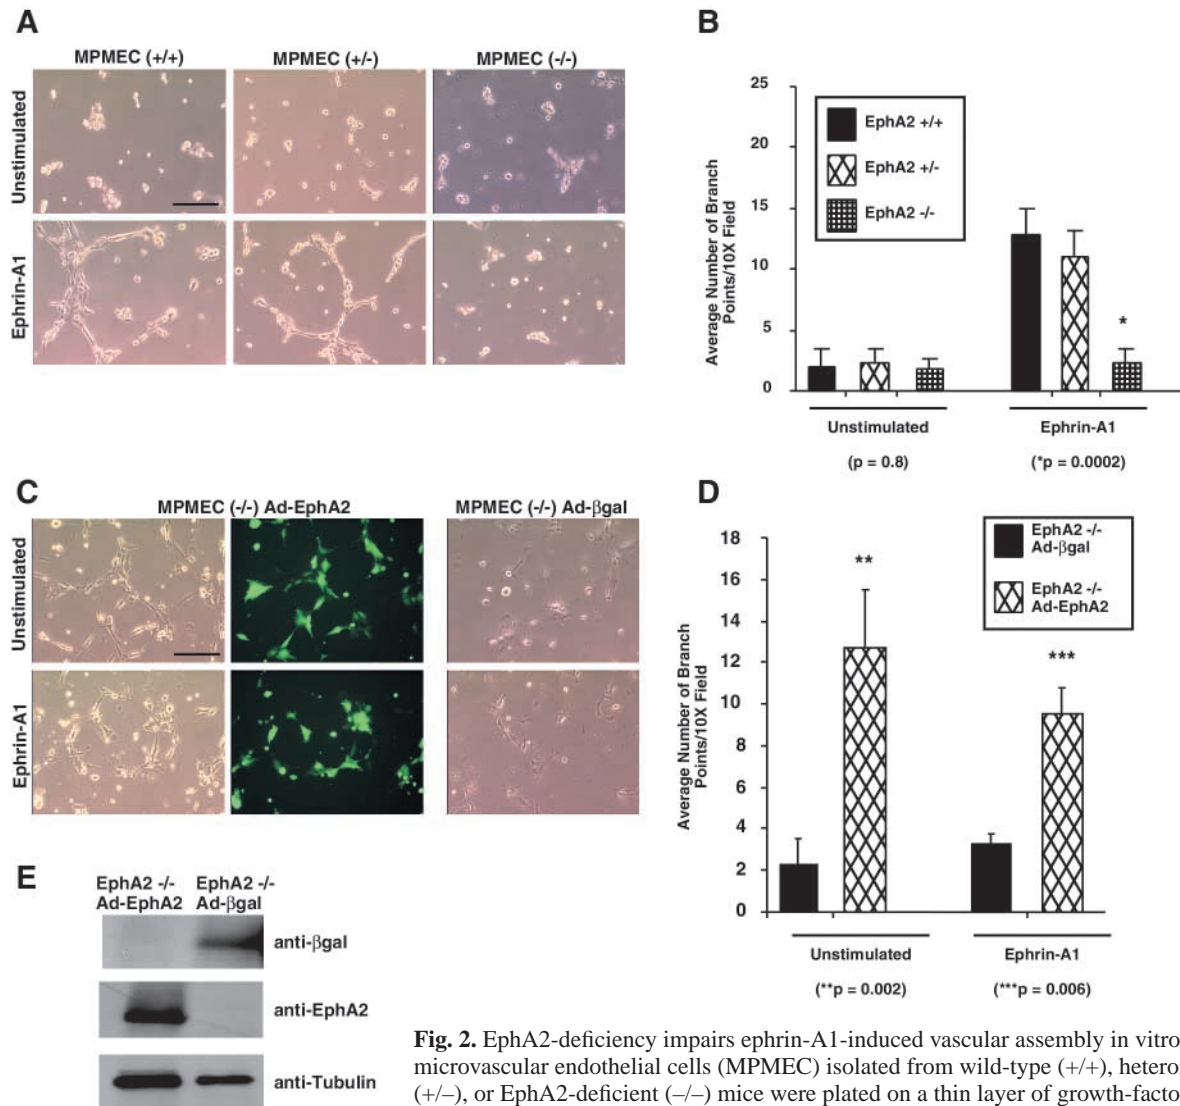 A
MPMEC (+/+)
MPMEC (+/-)
MPMEC (-/-)
Unstimulated
Ephrin-A1
B
Average Number of Branch
Points/10X Field
25
20
15
10
5
0
EphA2 +/+
EphA2 +/-
EphA2 -/-
*
Unstimulated
Ephrin-A1
(p = 0.8)
(*p = 0.0002)
C
MPMEC (-/-) Ad-EphA2
MPMEC (-/-) Ad-βgal
Unstimulated
Ephrin-A1
D
Average Number of Branch
Points/10X Field
18
16
14
12
10
8
6
4
2
0
EphA2 -/-
Ad-βgal
EphA2 -/-
Ad-EphA2
**
***
Unstimulated
Ephrin-A1
(**p = 0.002)
(***p = 0.006)
E
EphA2 -/-
Ad-EphA2
EphA2 -/-
Ad-βgal
anti-βgal
anti-EphA2
anti-Tubulin
Fig. 2. EphA2-deficiency impairs ephrin-A1-induced vascular assembly in vitro
microvascular endothelial cells (MPMEC) isolated from wild-type (+/+), hetero
(+/–), or EphA2-deficient (–/–) mice were plated on a thin layer of growth-facto